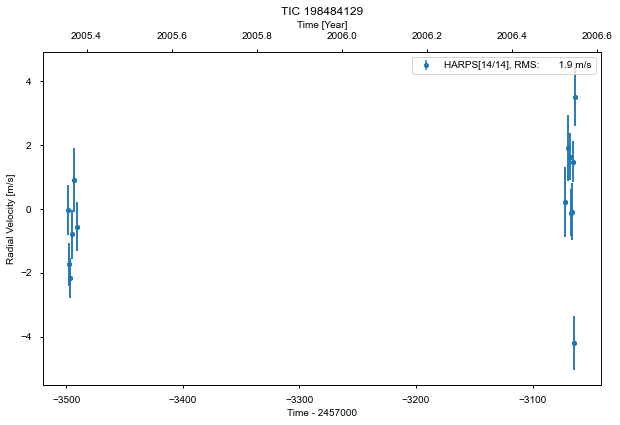 TIC 198484129
Time [Year]
2005.4 2005.6 2005.8 2006.0 2006.2 2006.4 2006.6
HARPS[14/14], RMS: 1.9 m/s
Radial Velocity [m/s]
4
2
0
−2
−4
−3500 −3400 −3300 −3200 −3100
Time - 2457000